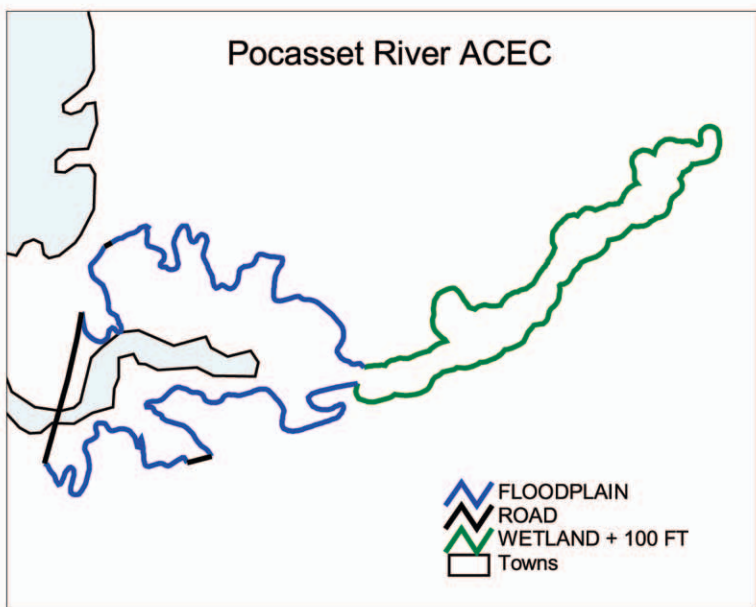 Pocasset River ACEC
FLOODPLAIN
ROAD
WETLAND + 100 FT
Towns